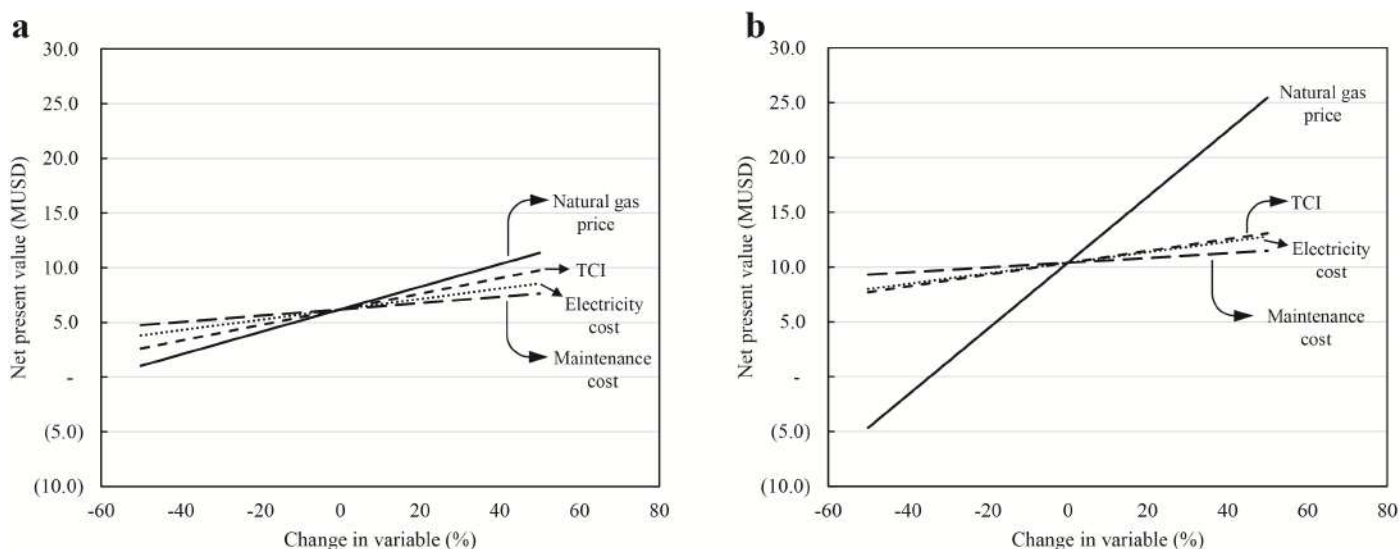 a
Net present value (MUSD)
30.0
25.0
20.0
15.0
10.0
5.0
-
(5.0)
(10.0)
-60
-40
-20
0
20
40
60
80
Change in variable (%)
Natural gas
price
TCI
Electricity
cost
Maintenance
cost
b
Net present value (MUSD)
30.0
25.0
20.0
15.0
10.0
5.0
-
(5.0)
(10.0)
-60
-40
-20
0
20
40
60
80
Change in variable (%)
Natural gas
price
TCI
Electricity
cost
Maintenance
cost